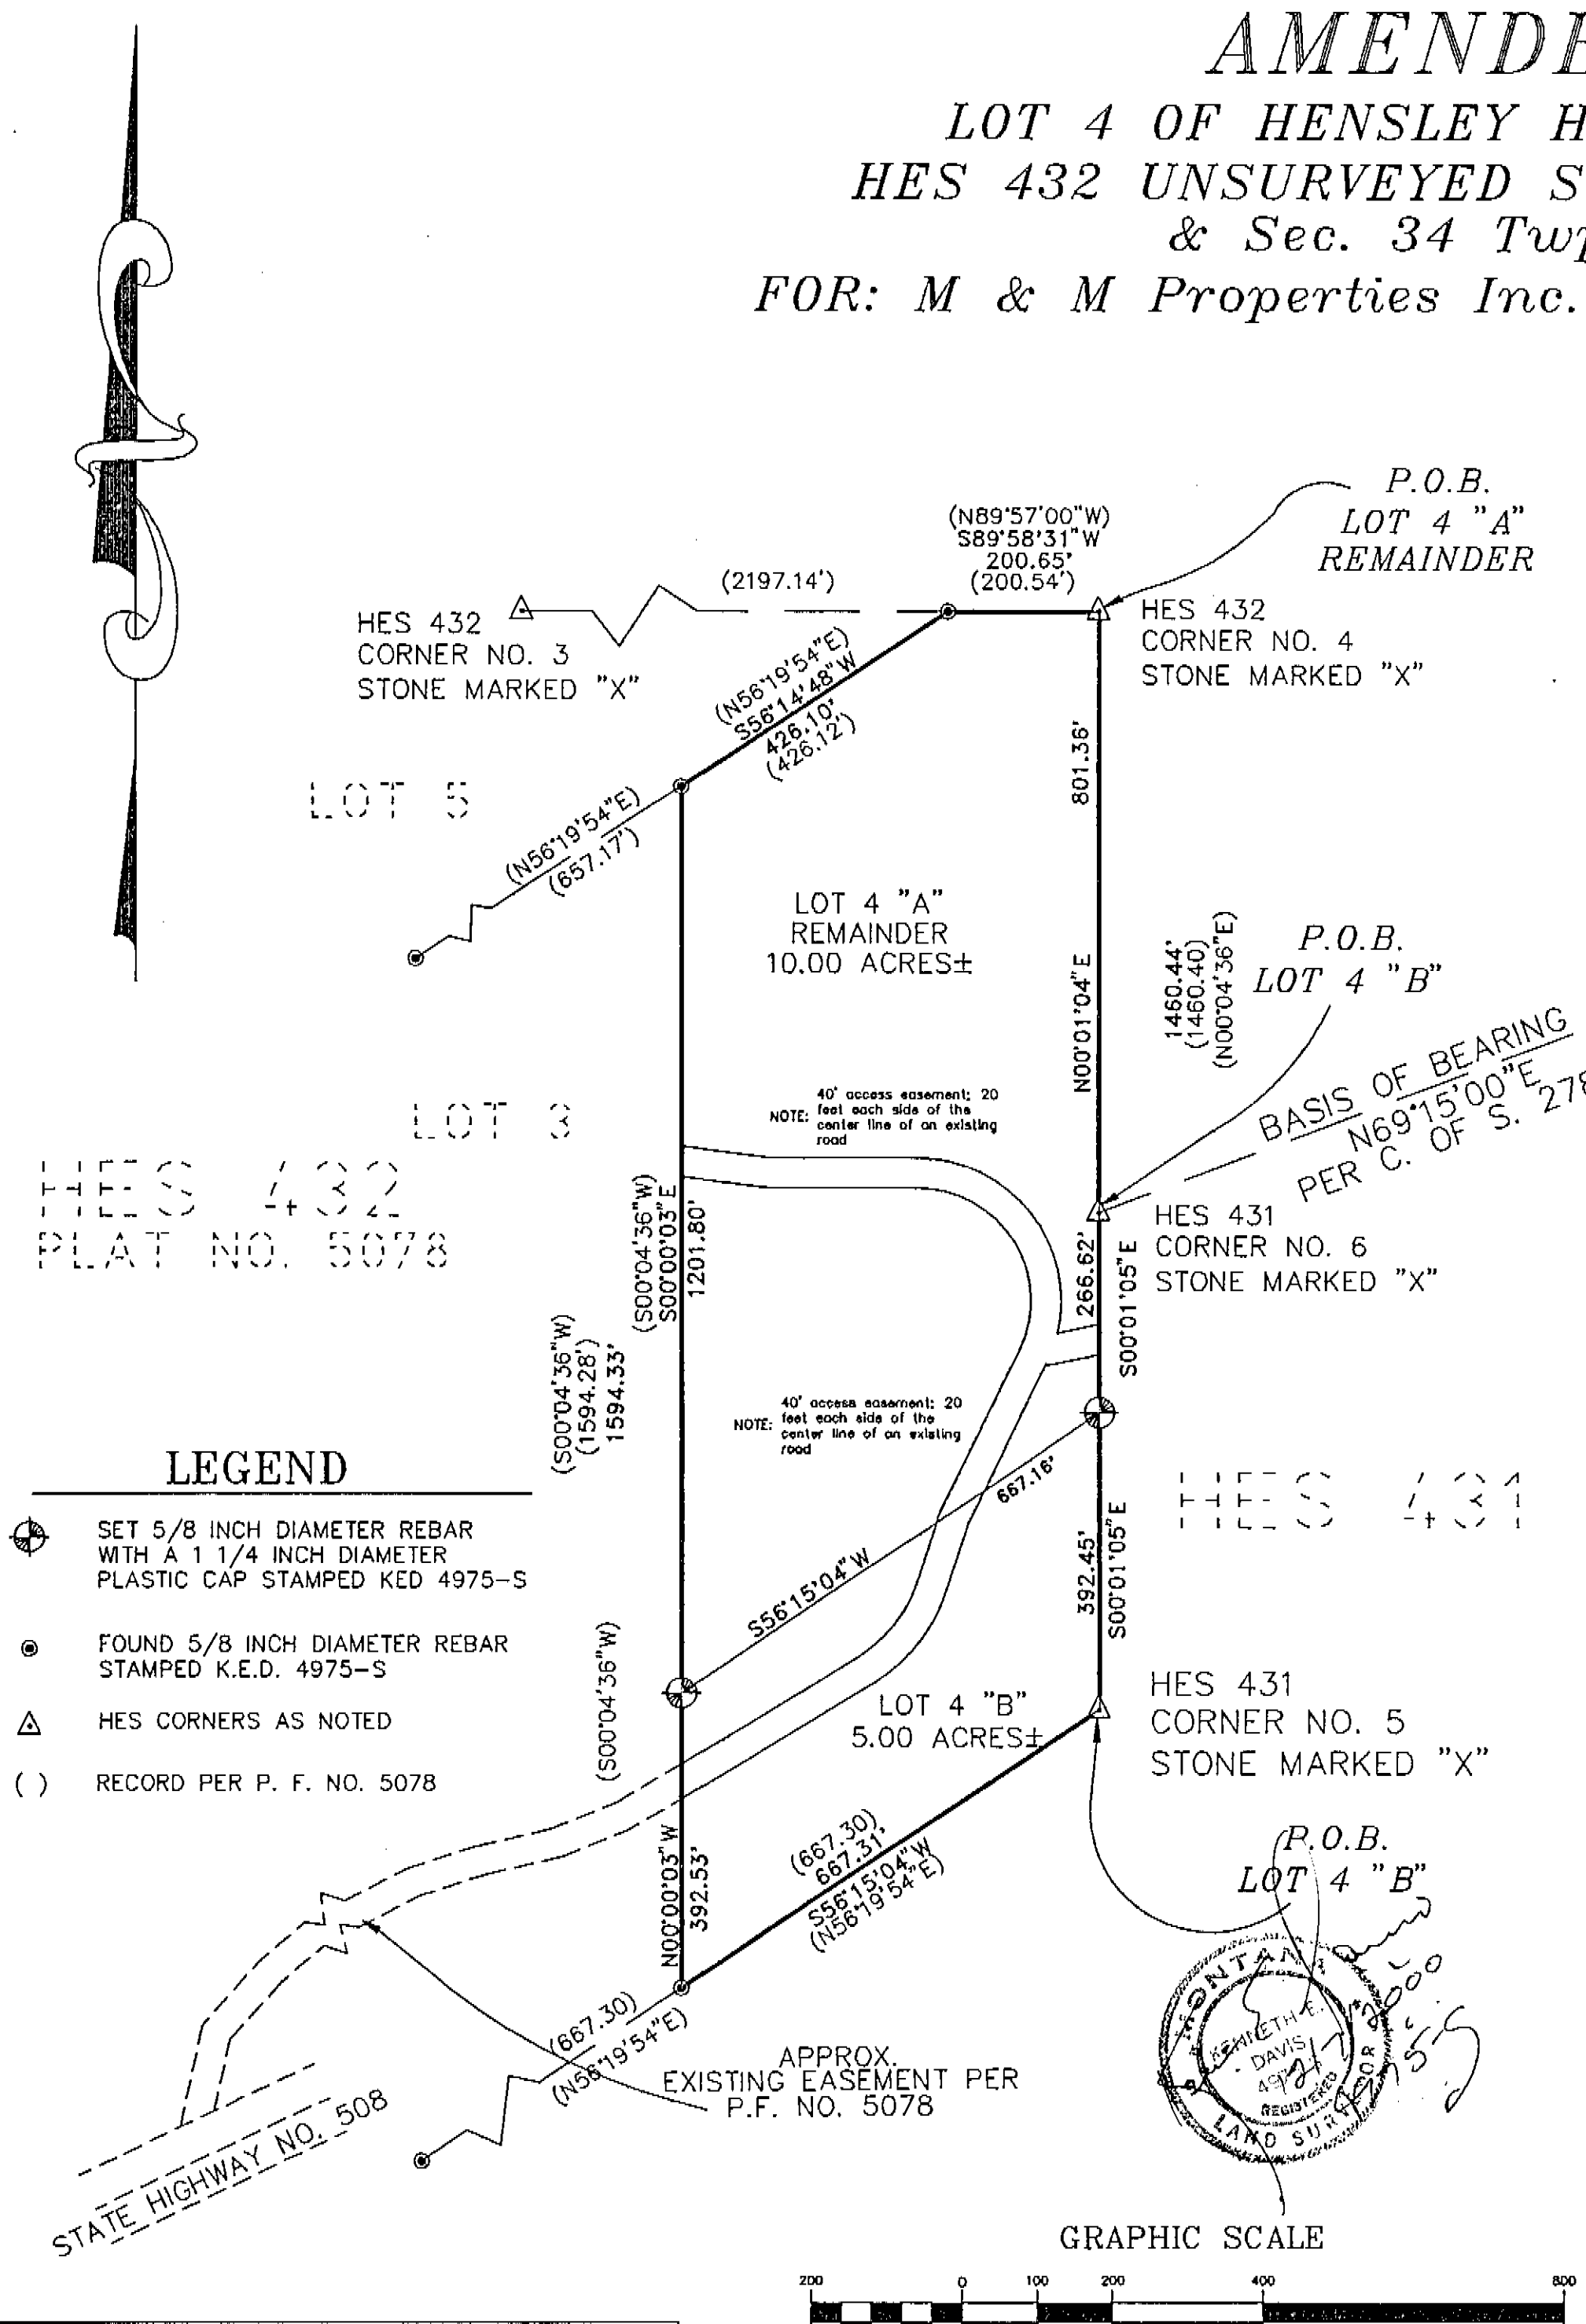 AMENDE
LOT 4 OF HENSLEY H
HES 432 UNSURVEYED S
& Sec. 34 Twp
FOR: M & M Properties Inc.
P.O.B.
LOT 4 "A"
REMAINDER
(N89°57'00"W)
S89°58'31"W
200.65'
(200.54')
(2197.14')
HES 432
CORNER NO. 3
STONE MARKED "X"
HES 432
CORNER NO. 4
STONE MARKED "X"
(N56°19'54"E)
S56°14'48"W
426.10'
(426.12')
801.36'
LOT 5
(N56°19'54"E)
(657.17')
LOT 4 "A"
REMAINDER
10.00 ACRES±
N00°01'04"E
1460.44'
(1460.40)
(N00°04'36"E)
P.O.B.
LOT 4 "B"
BASIS OF BEARING
N69°15'00"E
PER C. OF S. 278
NOTE: 40' access easement; 20
feet each side of the
center line of an existing
road
LOT 3
HES 432
PLAT NO. 5078
(S00°04'36"W)
S00°00'03"E
1201.80'
HES 431
CORNER NO. 6
STONE MARKED "X"
266.62'
S00°01'05"E
(S00°04'36"W)
(1594.28')
1594.33'
NOTE: 40' access easement; 20
feet each side of the
center line of an existing
road
667.16'
S56°15'04"W
HES 431
392.45'
S00°01'05"E
LEGEND
SET 5/8 INCH DIAMETER REBAR
WITH A 1 1/4 INCH DIAMETER
PLASTIC CAP STAMPED KED 4975-S
FOUND 5/8 INCH DIAMETER REBAR
STAMPED K.E.D. 4975-S
HES CORNERS AS NOTED
( ) RECORD PER P. F. NO. 5078
(S00°04'36"W)
LOT 4 "B"
5.00 ACRES±
HES 431
CORNER NO. 5
STONE MARKED "X"
P.O.B.
LOT 4 "B"
N00°00'03"W
392.53'
(667.30)
667.31'
S56°15'04"W
(N56°19'54"E)
(667.30)
(N56°19'54"E)
APPROX.
EXISTING EASEMENT PER
P.F. NO. 5078
STATE HIGHWAY NO. 508
MONTANA
KENNETH E.
DAVIS
REGISTERED
LAND SURVEYOR
GRAPHIC SCALE
200 0 100 200 400 800